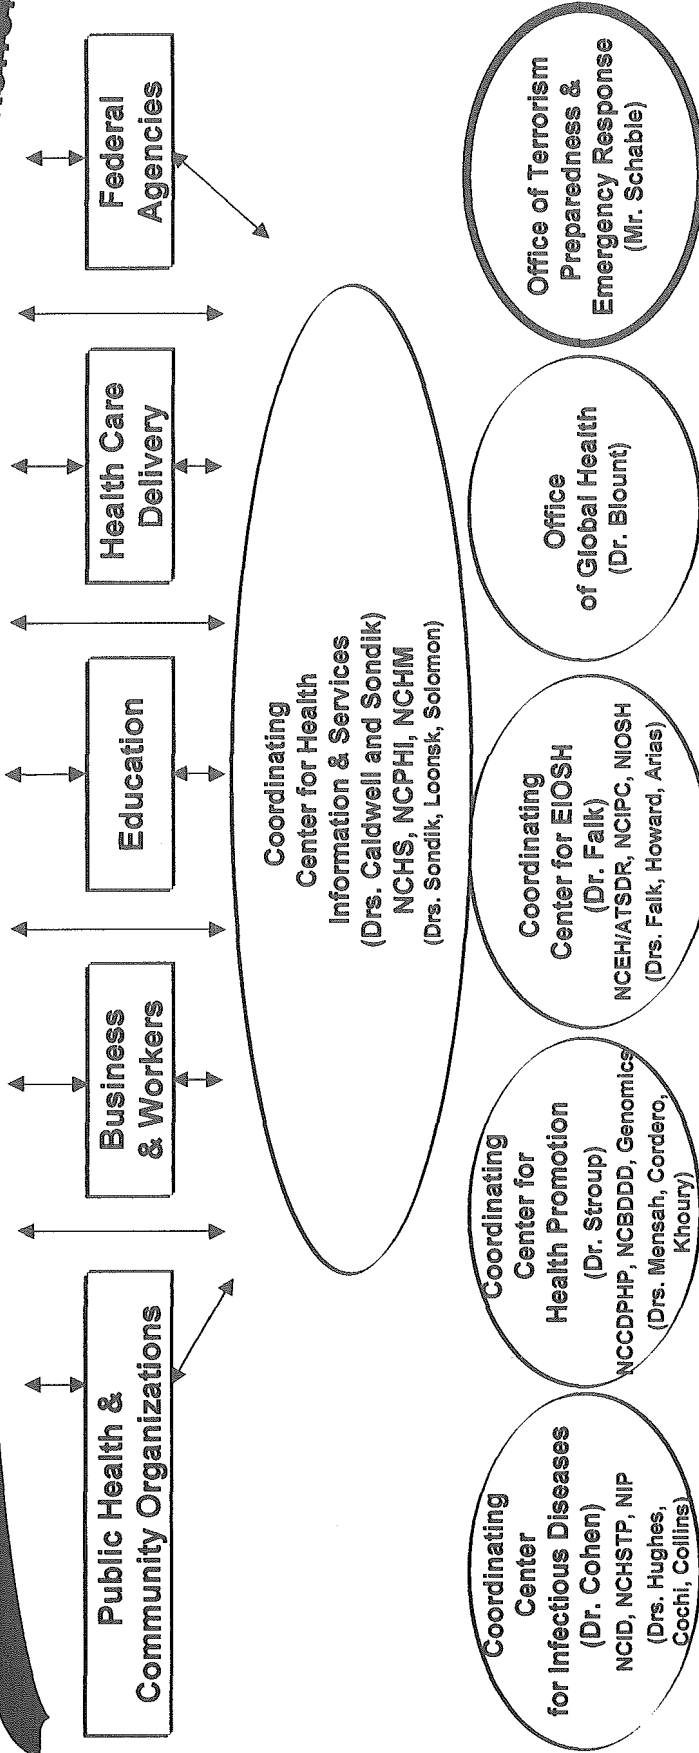 Public Health &
Community Organizations
Business
& Workers
Education
Health Care
Delivery
Federal
Agencies
Coordinating
Center for Health
Information & Services
(Drs. Caldwell and Sondik)
NCHS, NCPHI, NCHM
(Drs. Sondik, Loonsk, Solomon)
Coordinating
Center
for Infectious Diseases
(Dr. Cohen)
NCID, NCHSTP, NIP
(Drs. Hughes,
Cochi, Collins)
Coordinating
Center for
Health Promotion
(Dr. Stroup)
NCCDPHP, NCBDDD, Genomics
(Drs. Mensah, Cordero,
Khoury)
Coordinating
Center for EIOSH
(Dr. Falk)
NCEH/ATSDR, NCIPC, NIOSH
(Drs. Falk, Howard, Arias)
Office
of Global Health
(Dr. Blount)
Office of Terrorism
Preparedness &
Emergency Response
(Mr. Schable)